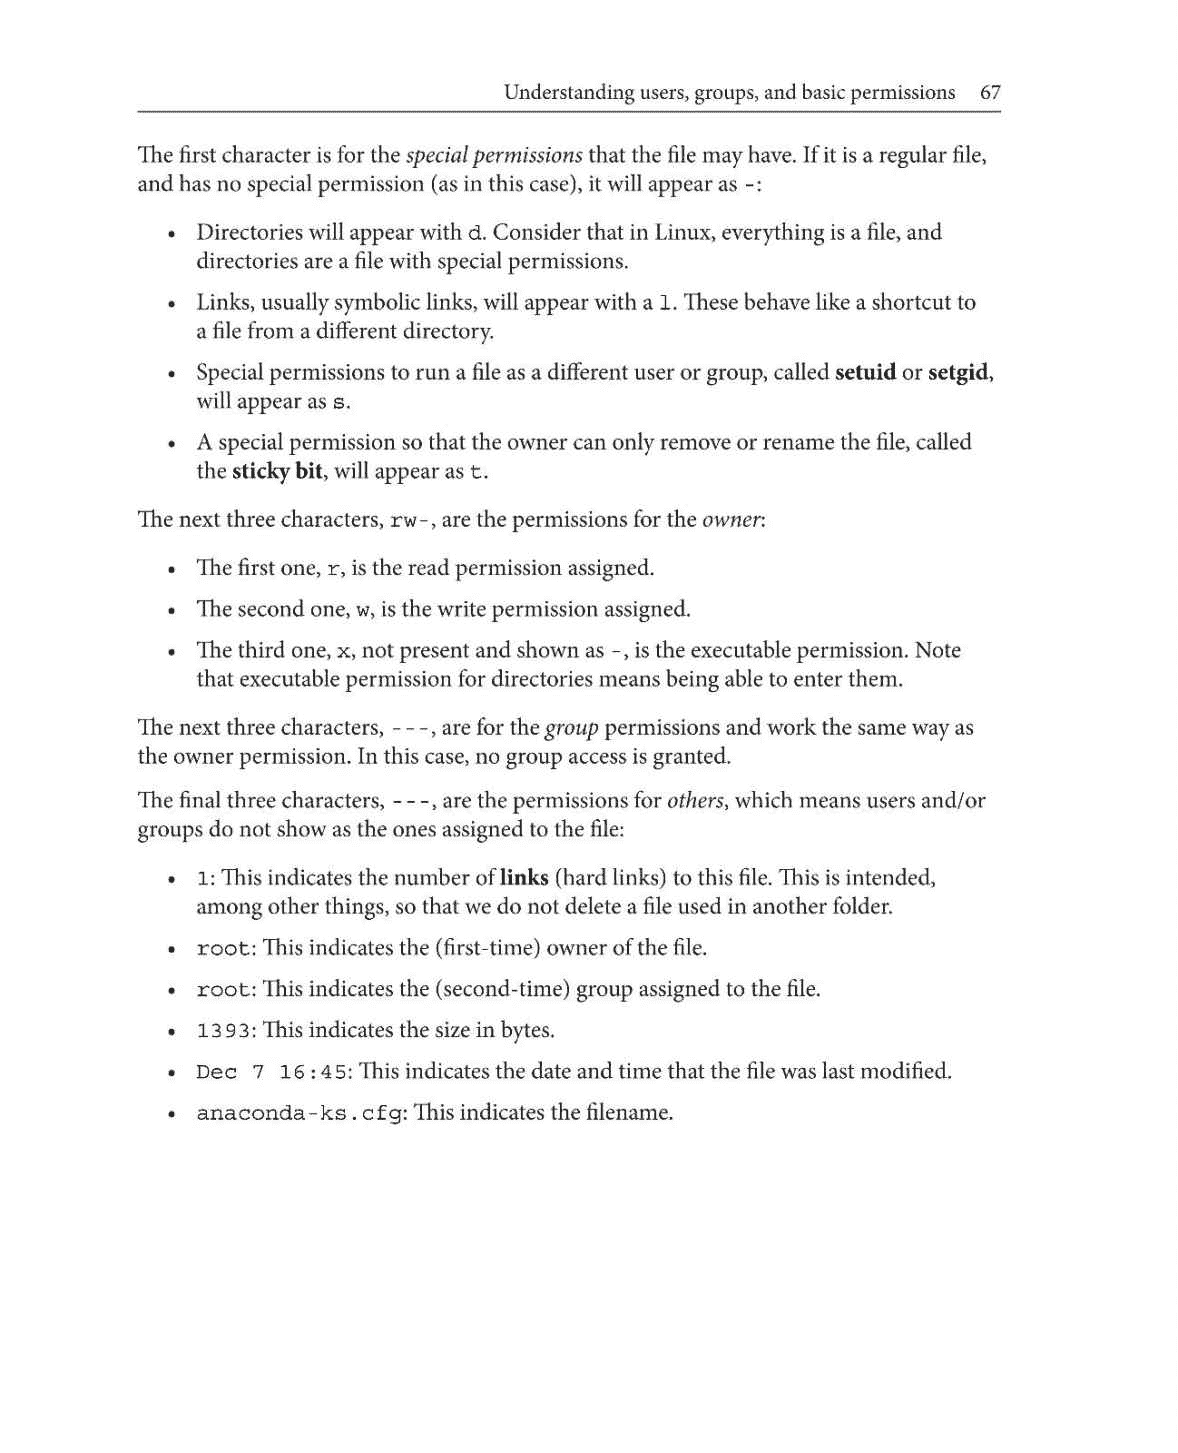 Understanding users, groups, and basic permissions 67
The first character is for the special permissions that the file may have. If it is a regular file,
and has no special permission (as in this case), it will appear as -:
• Directories will appear with d. Consider that in Linux, everything is a file, and
directories are a file with special permissions.
• Links, usually symbolic links, will appear with a l. These behave like a shortcut to
a file from a different directory.
• Special permissions to run a file as a different user or group, called setuid or setgid,
will appear as s.
• A special permission so that the owner can only remove or rename the file, called
the sticky bit, will appear as t.
The next three characters, rw-, are the permissions for the owner:
• The first one, r, is the read permission assigned.
• The second one, w, is the write permission assigned.
• The third one, x, not present and shown as -, is the executable permission. Note
that executable permission for directories means being able to enter them.
The next three characters, ---, are for the group permissions and work the same way as
the owner permission. In this case, no group access is granted.
The final three characters, ---, are the permissions for others, which means users and/or
groups do not show as the ones assigned to the file:
• 1: This indicates the number of links (hard links) to this file. This is intended,
among other things, so that we do not delete a file used in another folder.
• root: This indicates the (first-time) owner of the file.
• root: This indicates the (second-time) group assigned to the file.
• 1393: This indicates the size in bytes.
• Dec 7 16:45: This indicates the date and time that the file was last modified.
• anaconda-ks.cfg: This indicates the filename.